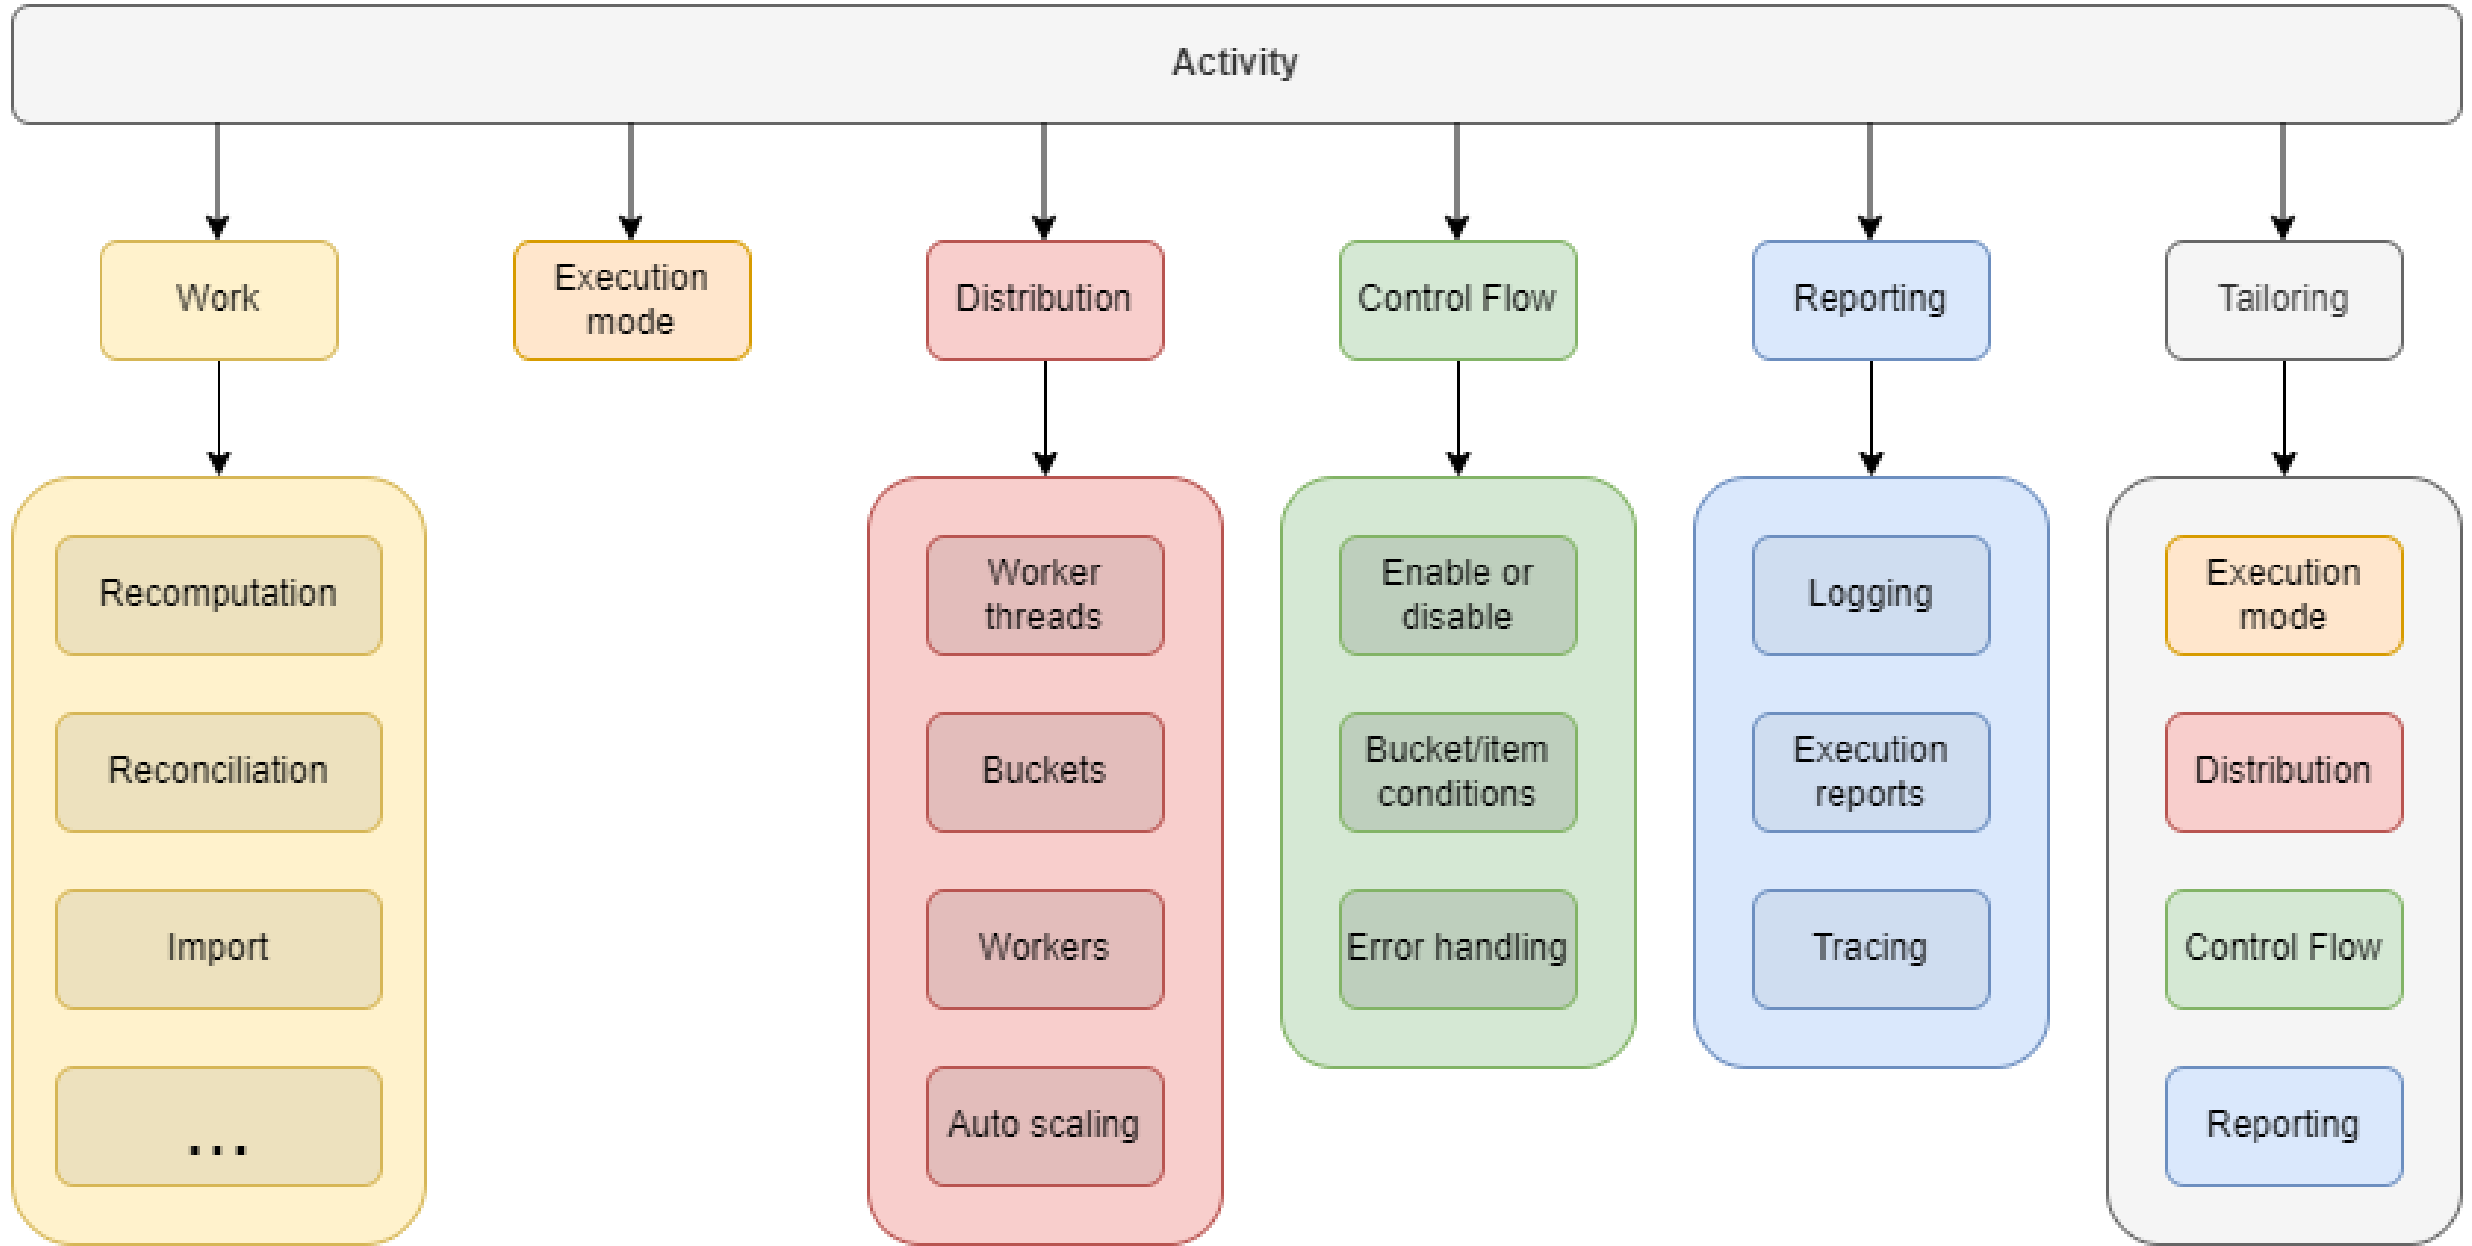 Activity
Work
Execution
mode
Distribution
Control Flow
Reporting
Tailoring
Recomputation
Reconciliation
Import
...
Worker
threads
Buckets
Workers
Auto scaling
Enable or
disable
Bucket/item
conditions
Error handling
Logging
Execution
reports
Tracing
Execution
mode
Distribution
Control Flow
Reporting